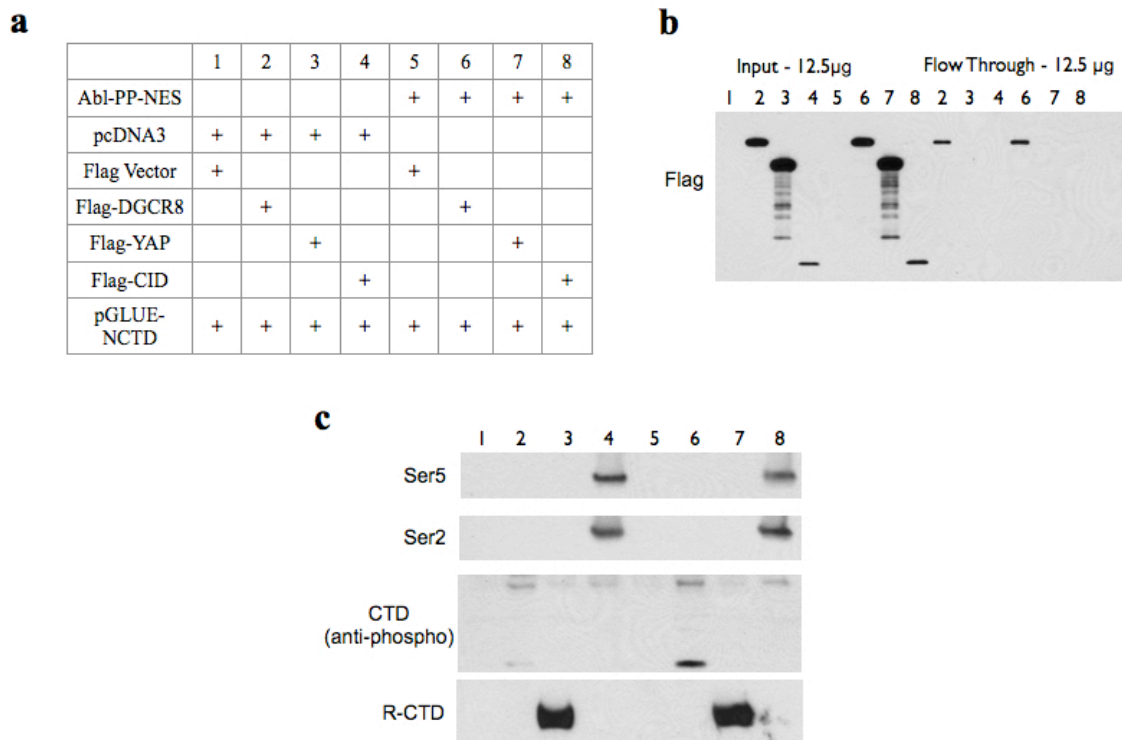 a
1 2 3 4 5 6 7 8
Abl-PP-NES + + + +
pcDNA3 + + + +
Flag Vector + +
Flag-DGCR8 + +
Flag-YAP + +
Flag-CID + +
pGLUE-
NCTD + + + + + + + +
b
Input - 12.5µg Flow Through - 12.5 µg
1 2 3 4 5 6 7 8 2 3 4 6 7 8
Flag
c
1 2 3 4 5 6 7 8
Ser5
Ser2
CTD
(anti-phospho)
R-CTD